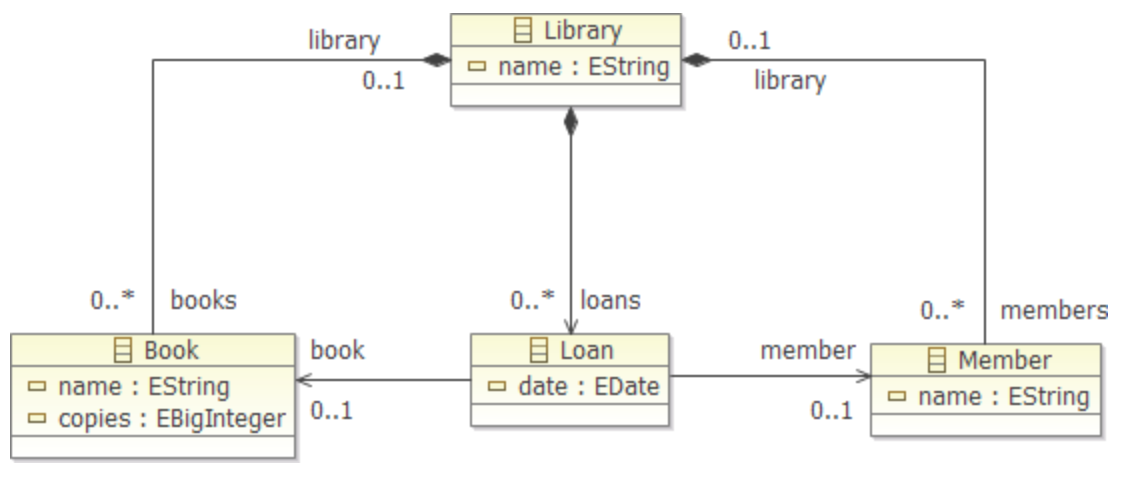 Library
name : EString
library
0..1
0..1
library
0..*
books
0..*
loans
0..*
members
Book
name : EString
copies : EBigInteger
book
0..1
Loan
date : EDate
member
0..1
Member
name : EString